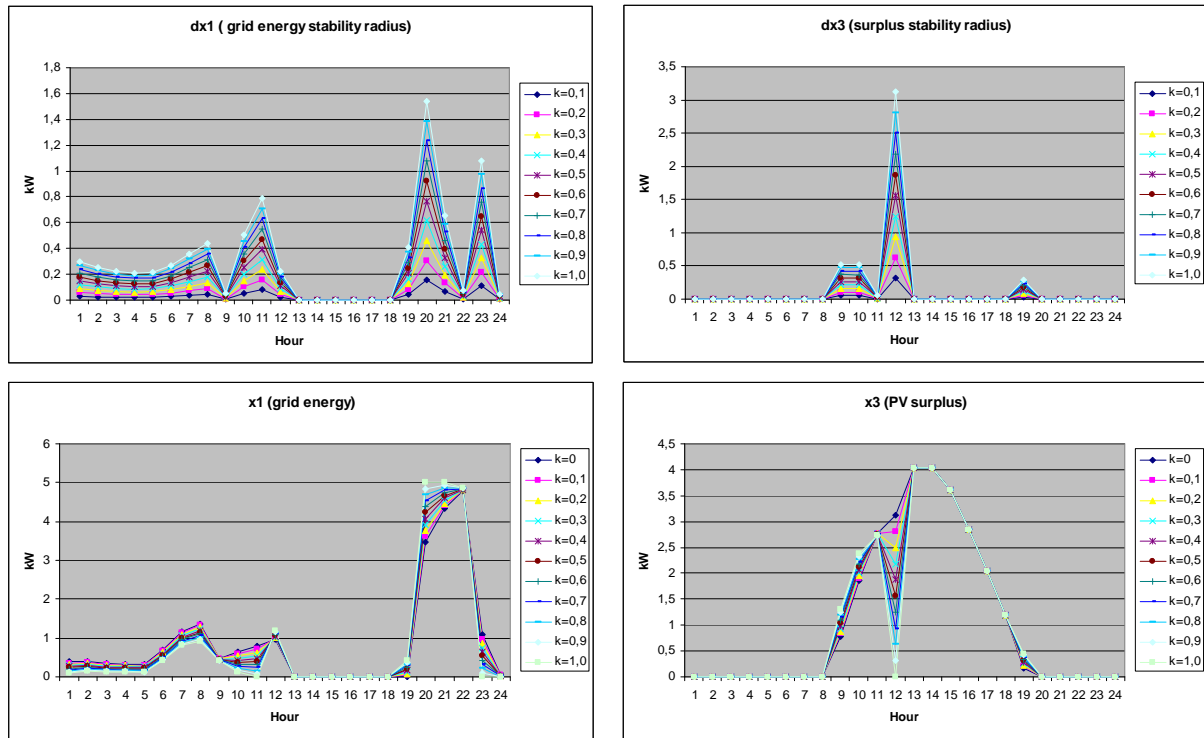 dx1 ( grid energy stability radius)
1,8
1,6
1,4
1,2
1
0,8
0,6
0,4
0,2
0
kW
1 2 3 4 5 6 7 8 9 10 11 12 13 14 15 16 17 18 19 20 21 22 23 24
Hour
k=0,1
k=0,2
k=0,3
k=0,4
k=0,5
k=0,6
k=0,7
k=0,8
k=0,9
k=1,0
dx3 (surplus stability radius)
3,5
3
2,5
2
1,5
1
0,5
0
kW
1 2 3 4 5 6 7 8 9 10 11 12 13 14 15 16 17 18 19 20 21 22 23 24
Hour
k=0,1
k=0,2
k=0,3
k=0,4
k=0,5
k=0,6
k=0,7
k=0,8
k=0,9
k=1,0
x1 (grid energy)
6
5
4
3
2
1
0
kW
1 2 3 4 5 6 7 8 9 10 11 12 13 14 15 16 17 18 19 20 21 22 23 24
Hour
k=0
k=0,1
k=0,2
k=0,3
k=0,4
k=0,5
k=0,6
k=0,7
k=0,8
k=0,9
k=1,0
x3 (PV surplus)
4,5
4
3,5
3
2,5
2
1,5
1
0,5
0
kW
1 2 3 4 5 6 7 8 9 10 11 12 13 14 15 16 17 18 19 20 21 22 23 24
Hour
k=0
k=0,1
k=0,2
k=0,3
k=0,4
k=0,5
k=0,6
k=0,7
k=0,8
k=0,9
k=1,0